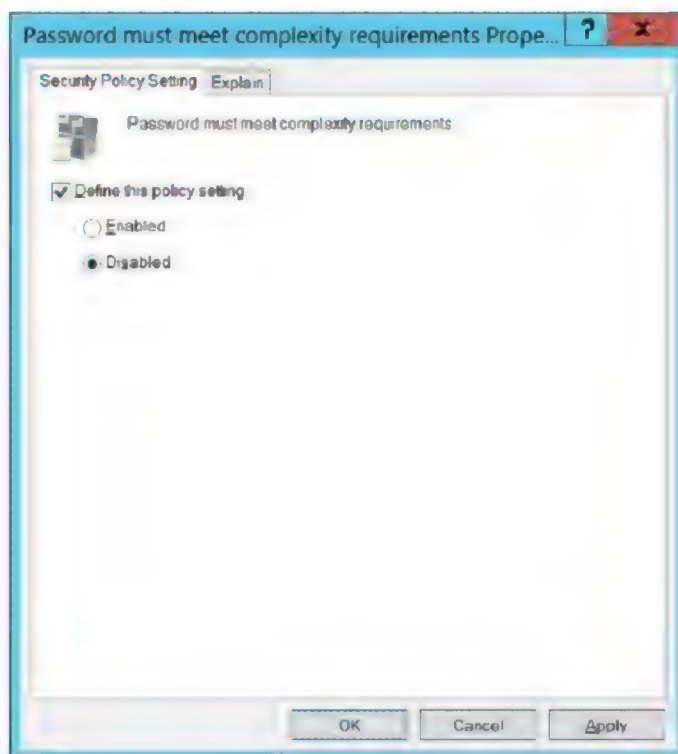 Password must meet complexity requirements Prope... ? x
Security Policy Setting Explain
Password must meet complexity requirements
Define this policy setting
Enabled
Disabled
OK Cancel Apply